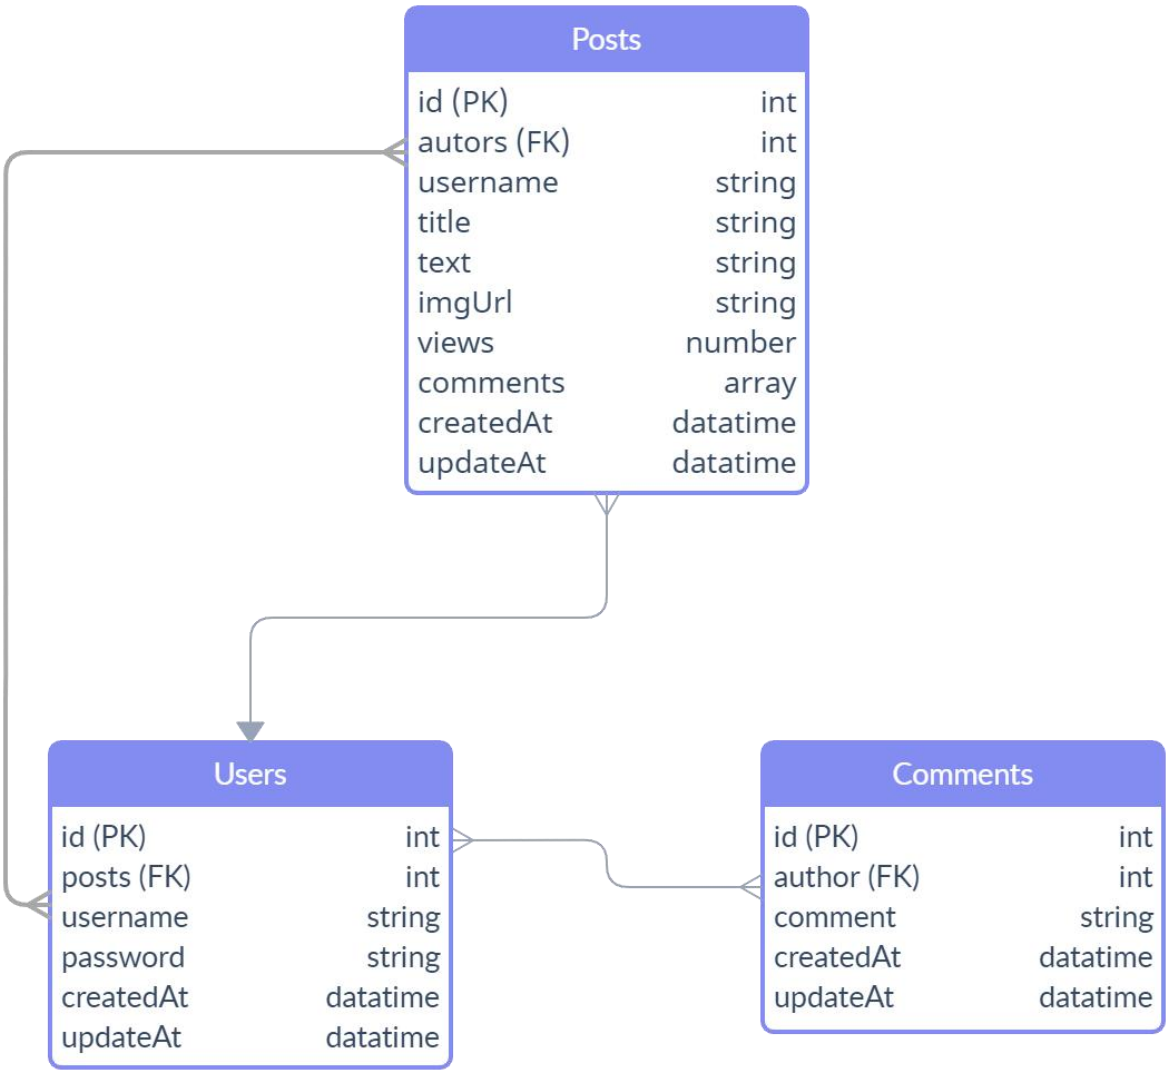 Posts
id (PK) int
autors (FK) int
username string
title string
text string
imgUrl string
views number
comments array
createdAt datatime
updateAt datatime
Users
id (PK) int
posts (FK) int
username string
password string
createdAt datatime
updateAt datatime
Comments
id (PK) int
author (FK) int
comment string
createdAt datatime
updateAt datatime